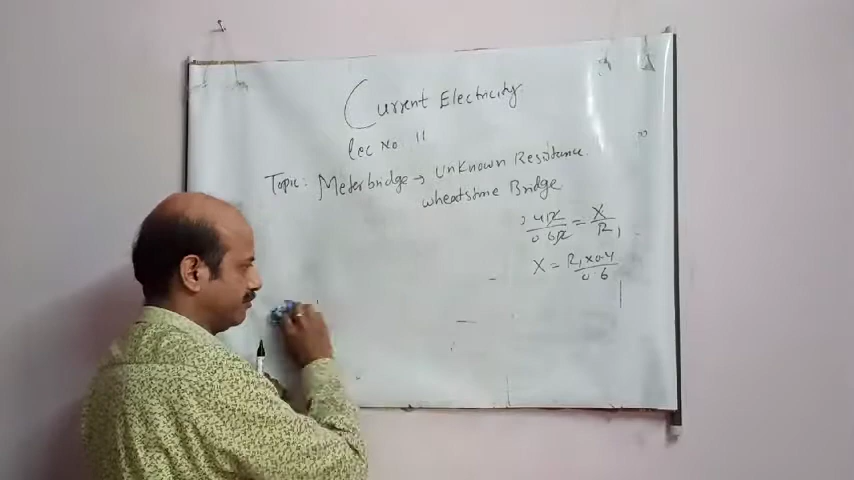 Current Electricity
Lec No. 11
Topic: Meterbridge → Unknown Resistance
Wheatstone Bridge
0.4R/0.6R = X/R1
X = R1×0.4/0.6